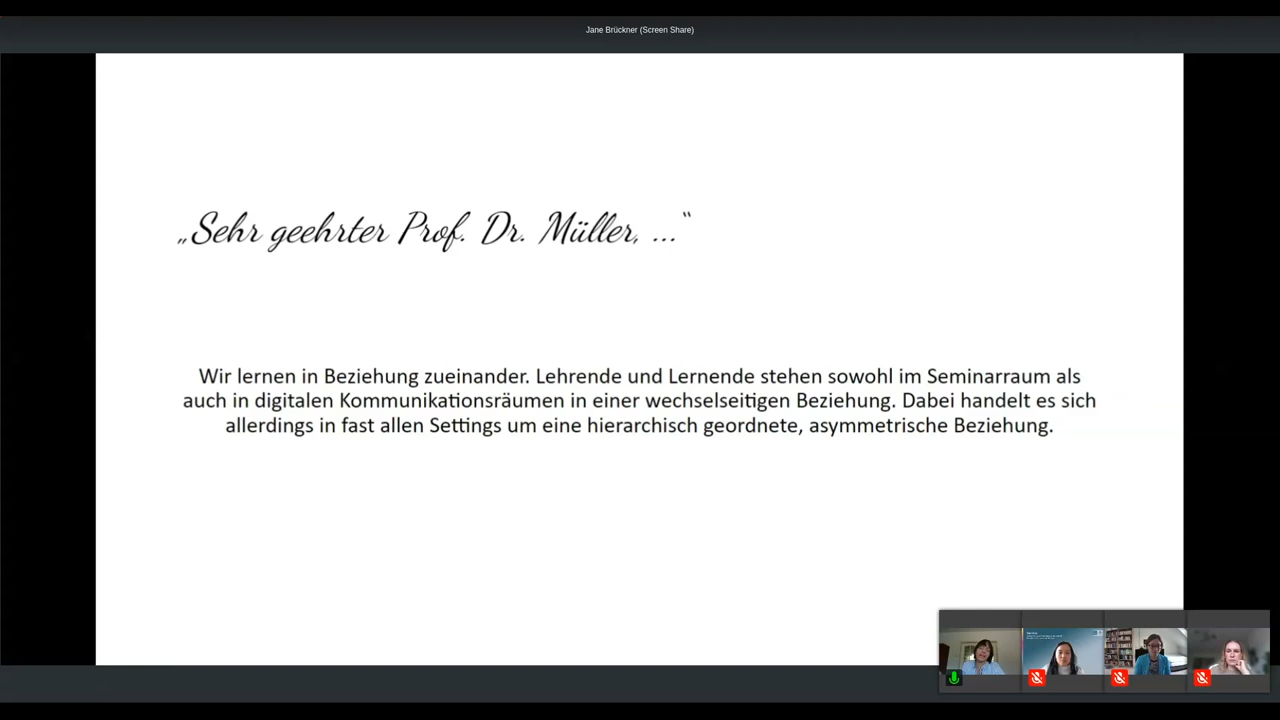 Jane Brückner (Screen Share)
„Sehr geehrter Prof. Dr. Müller, ...“
Wir lernen in Beziehung zueinander. Lehrende und Lernende stehen sowohl im Seminarraum als
auch in digitalen Kommunikationsräumen in einer wechselseitigen Beziehung. Dabei handelt es sich
allerdings in fast allen Settings um eine hierarchisch geordnete, asymmetrische Beziehung.